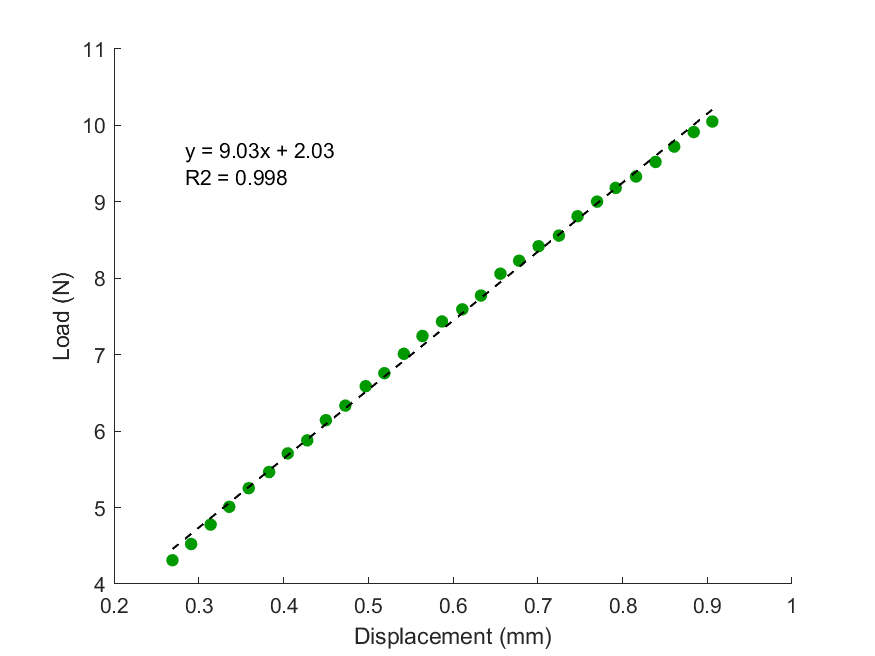 11
10
9
8
7
6
5
4
Load (N)
y = 9.03x + 2.03
R2 = 0.998
0.2 0.3 0.4 0.5 0.6 0.7 0.8 0.9 1
Displacement (mm)